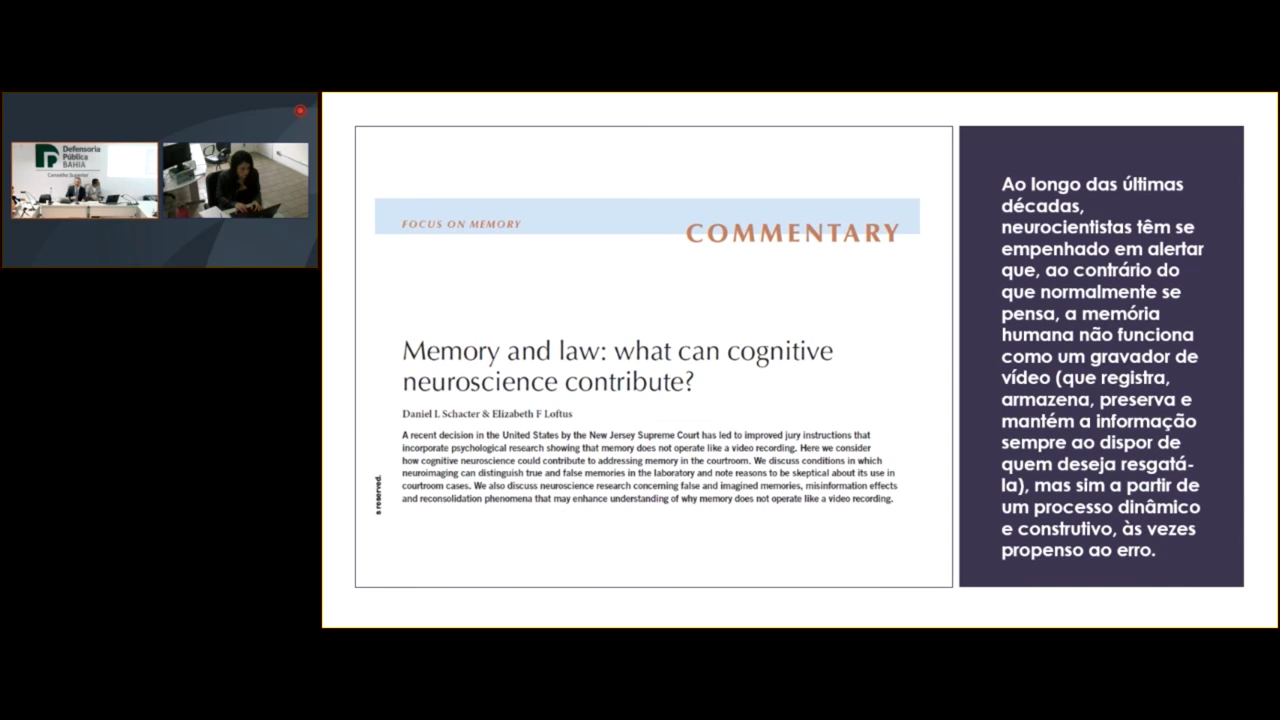 Defensoria
Pública
BAHIA
Conselho Superior
FOCUS ON MEMORY
COMMENTARY
Memory and law: what can cognitive
neuroscience contribute?
Daniel L Schacter & Elizabeth F Loftus
A recent decision in the United States by the New Jersey Supreme Court has led to improved jury instructions that
incorporate psychological research showing that memory does not operate like a video recording. Here we consider
how cognitive neuroscience could contribute to addressing memory in the courtroom. We discuss conditions in which
neuroimaging can distinguish true and false memories in the laboratory and note reasons to be skeptical about its use in
courtroom cases. We also discuss neuroscience research concerning false and imagined memories, misinformation effects
and reconsolidation phenomena that may enhance understanding of why memory does not operate like a video recording.
s reserved.
Ao longo das últimas
décadas,
neurocientistas têm se
empenhado em alertar
que, ao contrário do
que normalmente se
pensa, a memória
humana não funciona
como um gravador de
vídeo (que registra,
armazena, preserva e
mantém a informação
sempre ao dispor de
quem deseja resgatá-
la), mas sim a partir de
um processo dinâmico
e construtivo, às vezes
propenso ao erro.